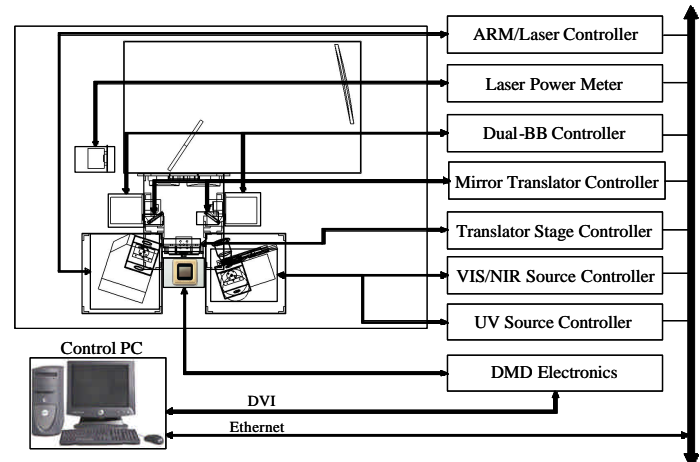 ARM/Laser Controller
Laser Power Meter
Dual-BB Controller
Mirror Translator Controller
Translator Stage Controller
VIS/NIR Source Controller
UV Source Controller
Control PC
DMD Electronics
DVI
Ethernet